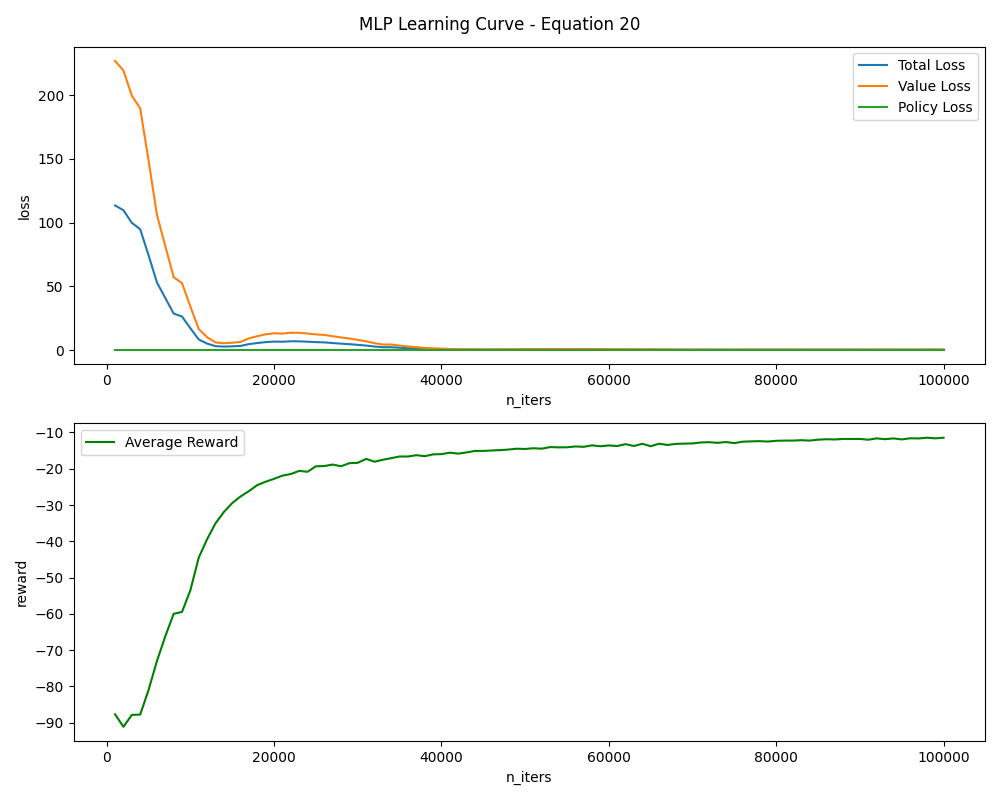 MLP Learning Curve - Equation 20
Total Loss
Value Loss
Policy Loss
200
150
100
50
0
loss
0 20000 40000 60000 80000 100000
n_iters
Average Reward
−10
−20
−30
−40
−50
−60
−70
−80
−90
reward
0 20000 40000 60000 80000 100000
n_iters